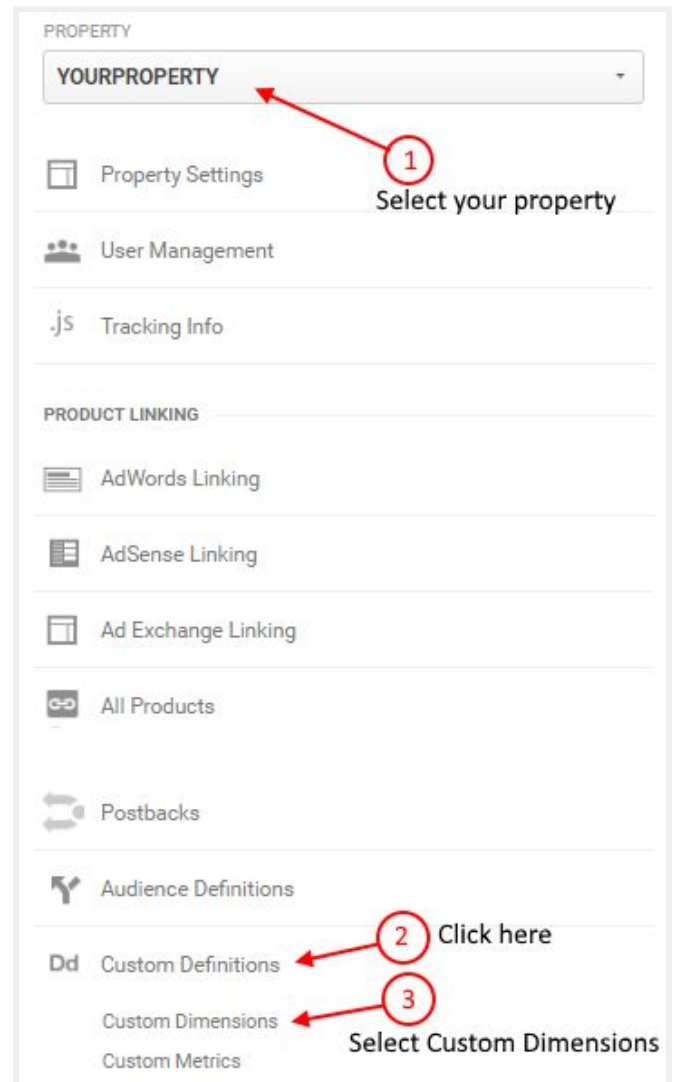 PROPERTY
YOURPROPERTY
1
Property Settings
Select your property
User Management
.js Tracking Info
PRODUCT LINKING
AdWords Linking
AdSense Linking
Ad Exchange Linking
All Products
Postbacks
Audience Definitions
2 Click here
Dd Custom Definitions
3
Custom Dimensions
Select Custom Dimensions
Custom Metrics